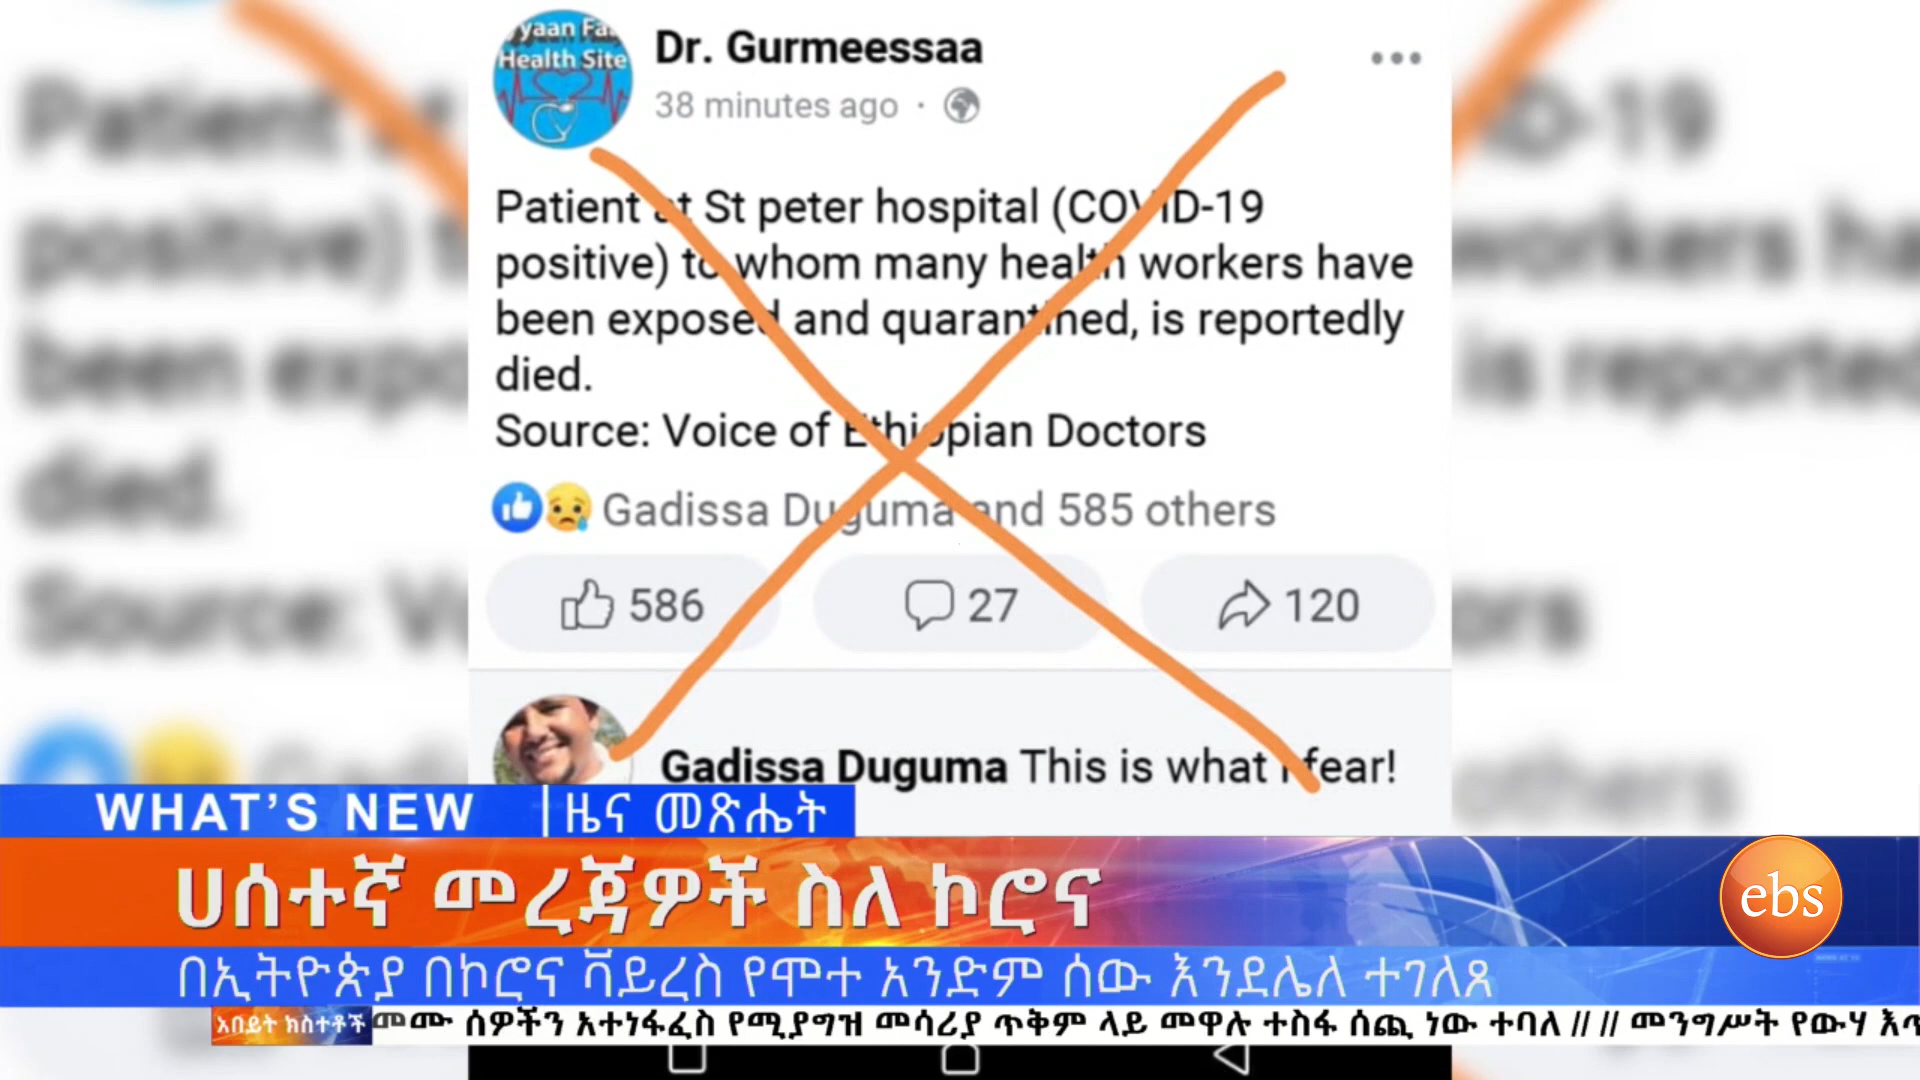 yaan Fa
Health Site
Dr. Gurmeessaa
38 minutes ago
Patient at St peter hospital (COVID-19
positive) to whom many health workers have
been exposed and quarantined, is reportedly
died.
Source: Voice of Ethiopian Doctors
Gadissa Duguma and 585 others
586 27 120
Gadissa Duguma This is what I fear!
WHAT'S NEW |ዜና መጽሔት
ሀሰተኛ መረጃዎች ስለ ኮሮና
ebs
በኢትዮጵያ በኮሮና ቫይረስ የሞተ አንድም ሰው እንደሌለ ተገለጸ
አበይት ክስተቶች መሙ ሰዎችን አተነፋፈስ የሚያግዝ መሳሪያ ጥቅም ላይ መዋሉ ተስፋ ሰጪ ነው ተባለ // // መንግሥት የውሃ